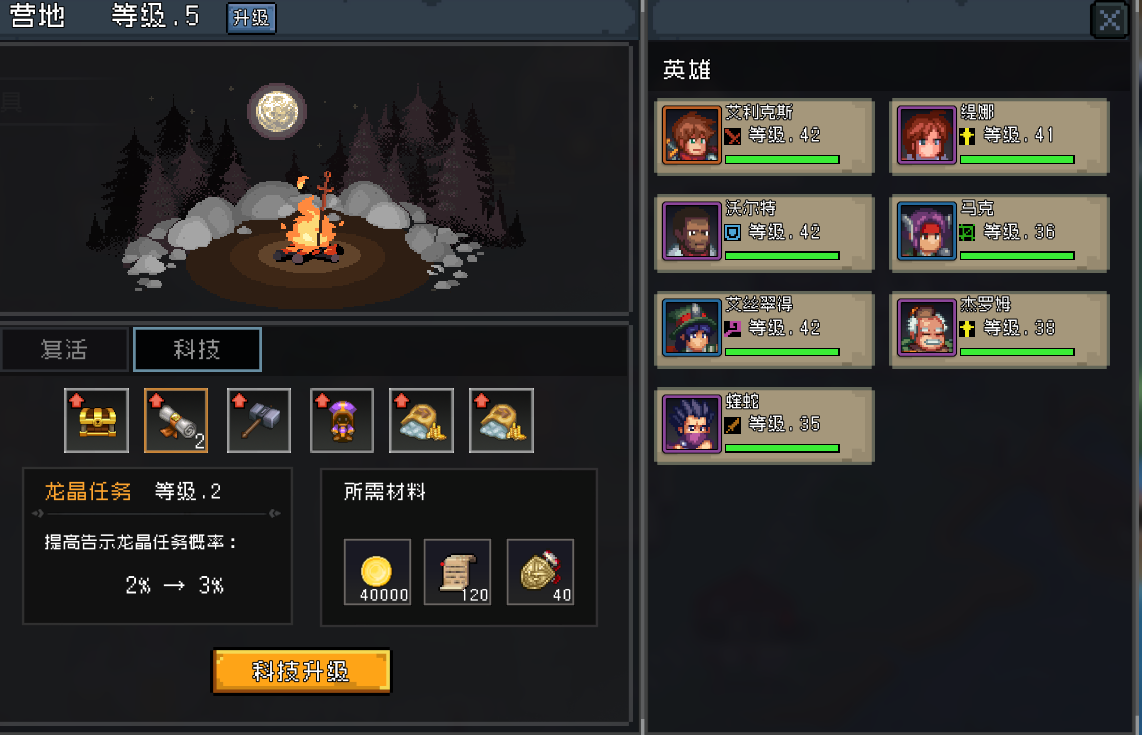 营地 等级.5 升级
复活 科技
2
龙晶任务 等级.2
提高告示龙晶任务概率：
2% → 3%
所需材料
40000 120 40
科技升级
英雄
艾利克斯
等级.42
缇娜
等级.41
沃尔特
等级.42
马克
等级.36
艾丝翠得
等级.42
杰罗姆
等级.38
蝰蛇
等级.35